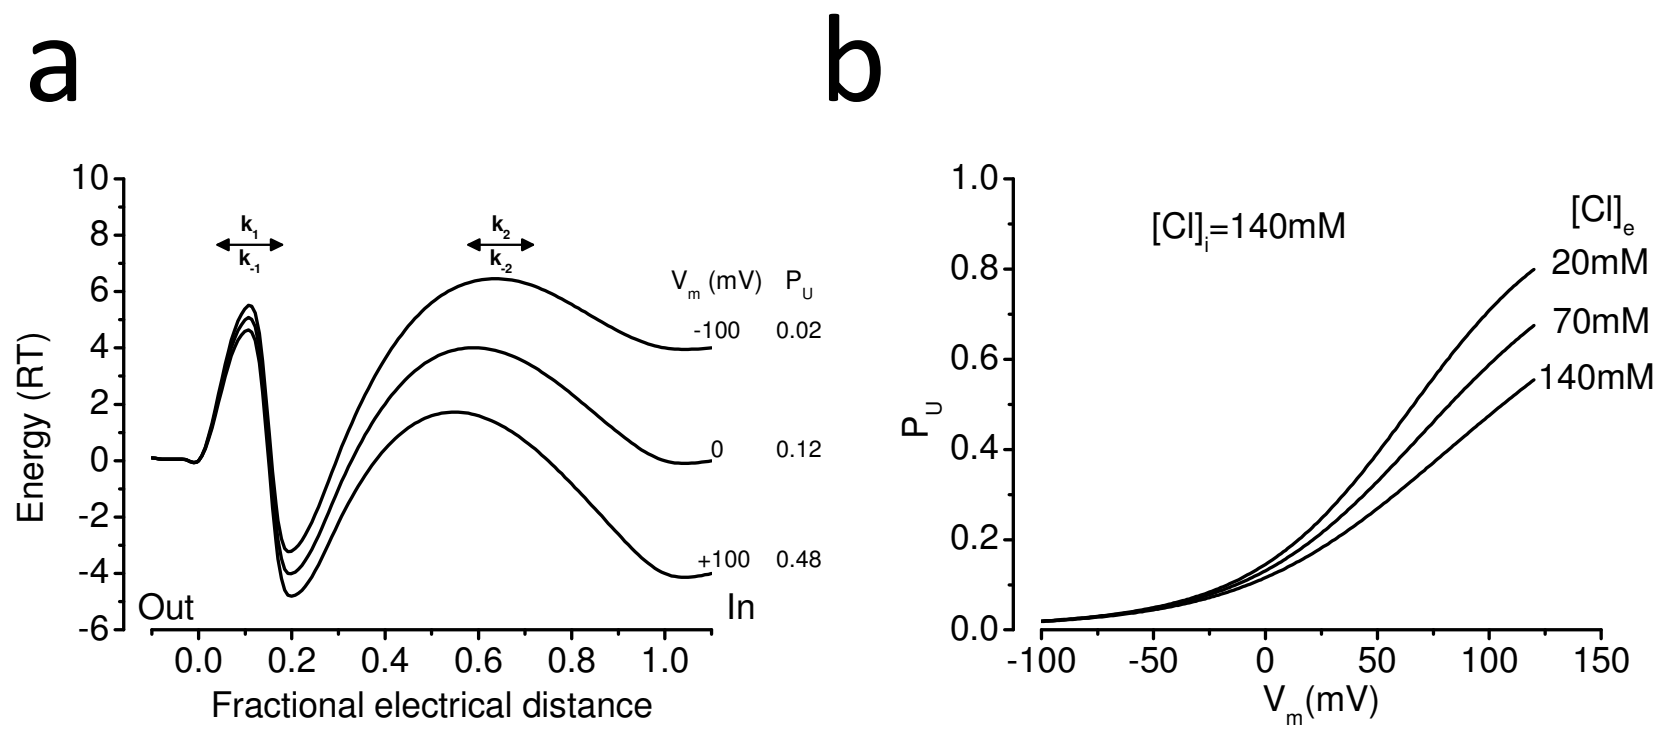 a
b
10
8
6
4
2
0
-2
-4
-6
Energy (RT)
k1
k-1
k2
k-2
Vm (mV) PU
-100 0.02
0 0.12
+100 0.48
Out
In
0.0 0.2 0.4 0.6 0.8 1.0
Fractional electrical distance
1.0
0.8
0.6
0.4
0.2
0.0
PU
[Cl]i=140mM
[Cl]e
20mM
70mM
140mM
-100 -50 0 50 100 150
Vm(mV)